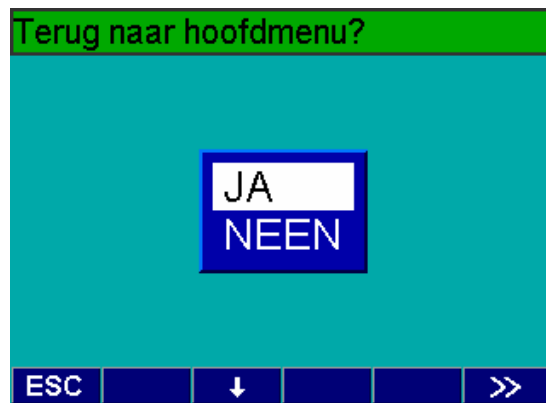 Terug naar hoofdmenu?
JA
NEEN
ESC ↓ >>